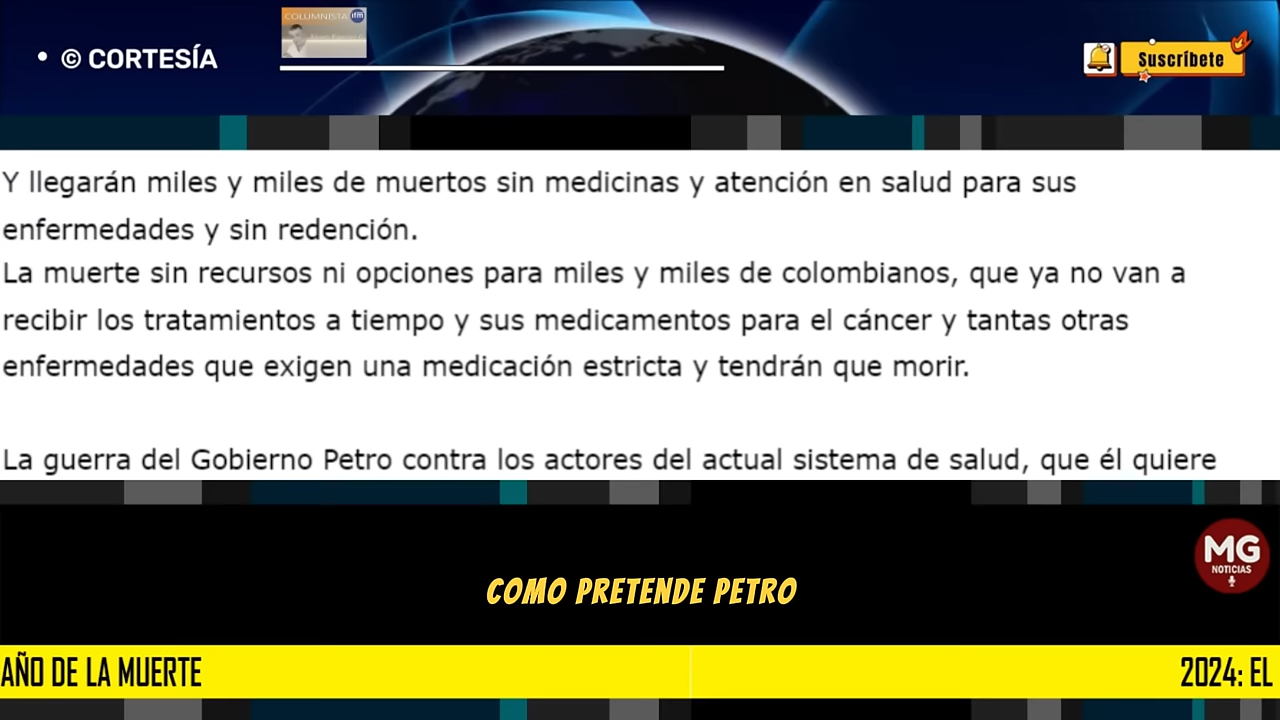 COLUMNISTA ifm
• © CORTESÍA
Suscríbete
Y llegarán miles y miles de muertos sin medicinas y atención en salud para sus
enfermedades y sin redención.
La muerte sin recursos ni opciones para miles y miles de colombianos, que ya no van a
recibir los tratamientos a tiempo y sus medicamentos para el cáncer y tantas otras
enfermedades que exigen una medicación estricta y tendrán que morir.
La guerra del Gobierno Petro contra los actores del actual sistema de salud, que él quiere
MG
NOTICIAS
COMO PRETENDE PETRO
AÑO DE LA MUERTE
2024: EL